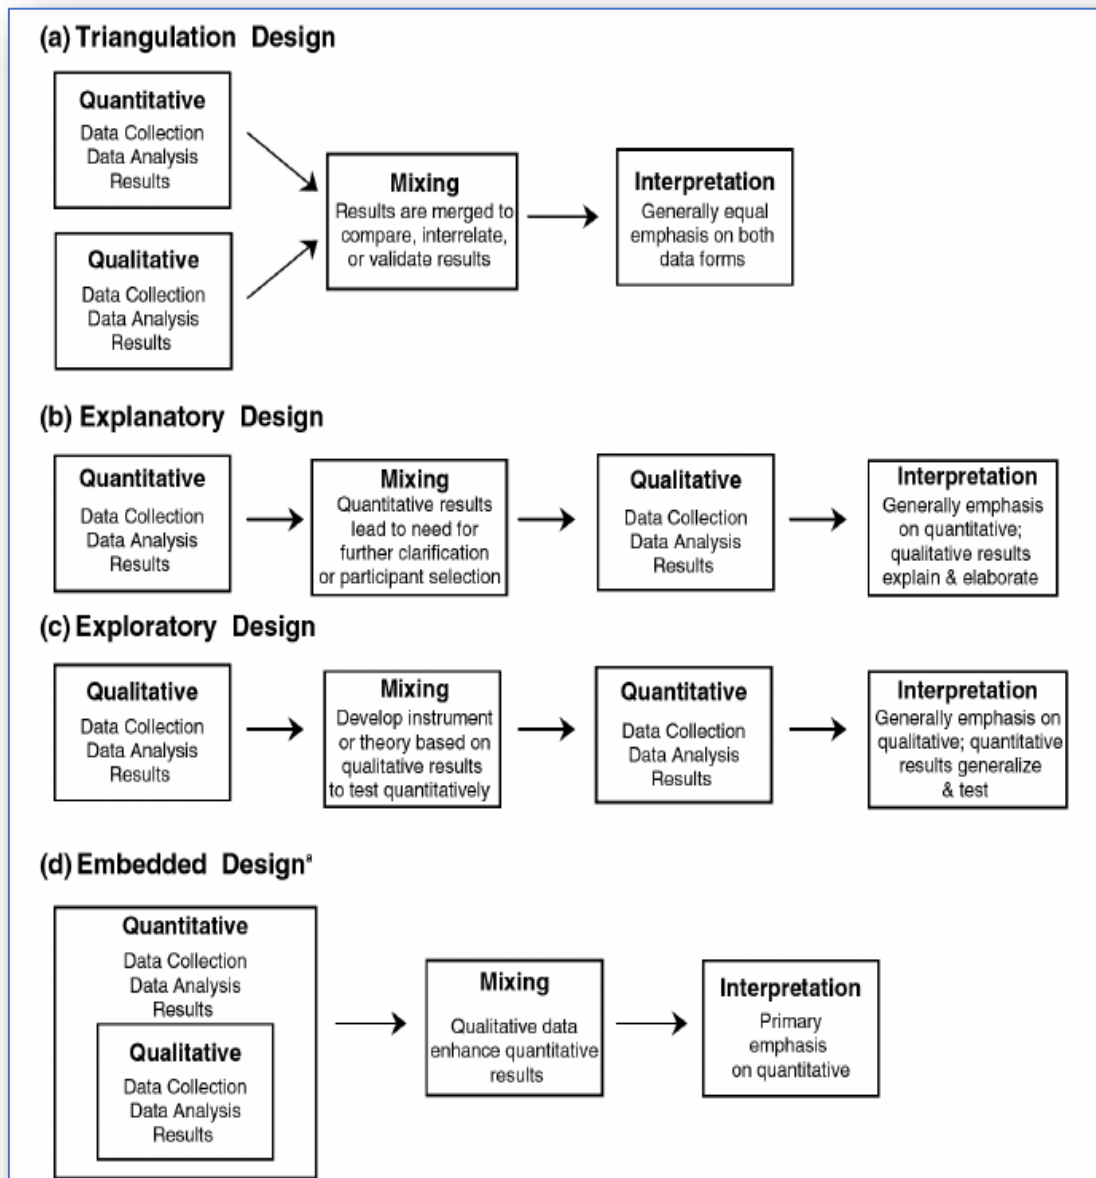 (a) Triangulation Design
Quantitative
Data Collection
Data Analysis
Results
Qualitative
Data Collection
Data Analysis
Results
Mixing
Results are merged to
compare, interrelate,
or validate results
Interpretation
Generally equal
emphasis on both
data forms
(b) Explanatory Design
Quantitative
Data Collection
Data Analysis
Results
Mixing
Quantitative results
lead to need for
further clarification
or participant selection
Qualitative
Data Collection
Data Analysis
Results
Interpretation
Generally emphasis
on quantitative;
qualitative results
explain & elaborate
(c) Exploratory Design
Qualitative
Data Collection
Data Analysis
Results
Mixing
Develop instrument
or theory based on
qualitative results
to test quantitatively
Quantitative
Data Collection
Data Analysis
Results
Interpretation
Generally emphasis on
qualitative; quantitative
results generalize
& test
(d) Embedded Designª
Quantitative
Data Collection
Data Analysis
Results
Qualitative
Data Collection
Data Analysis
Results
Mixing
Qualitative data
enhance quantitative
results
Interpretation
Primary
emphasis
on quantitative